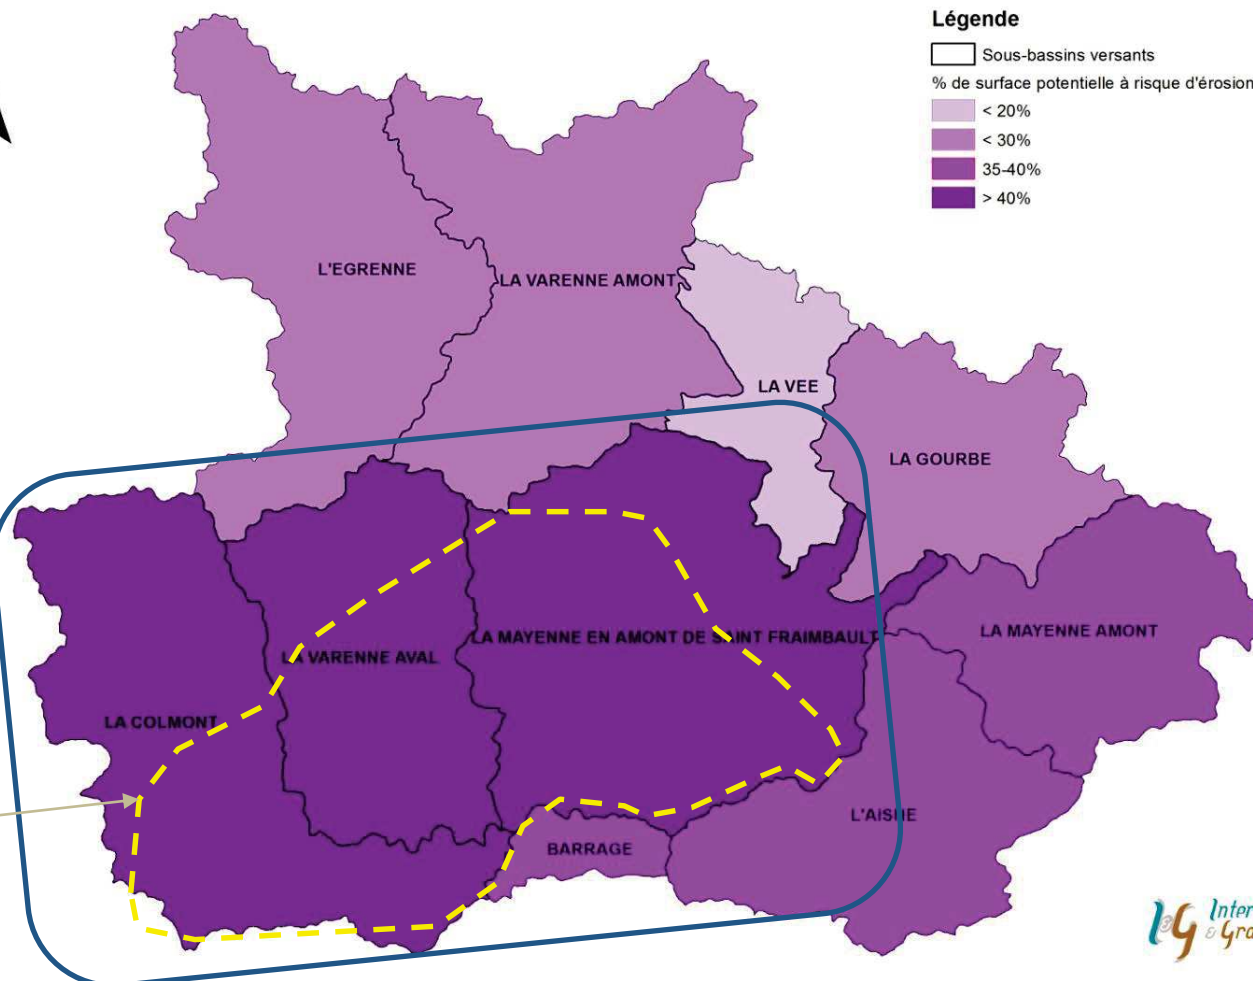 Légende
Sous-bassins versants
% de surface potentielle à risque d'érosion
< 20%
< 30%
35-40%
> 40%
L'EGRENNE
LA VARENNE AMONT
LA VEE
LA GOURBE
LA MAYENNE EN AMONT DE SAINT FRAIMBAULT
LA MAYENNE AMONT
LA VARENNE AVAL
LA COLMONT
L'AISNE
BARRAGE
Inter
&